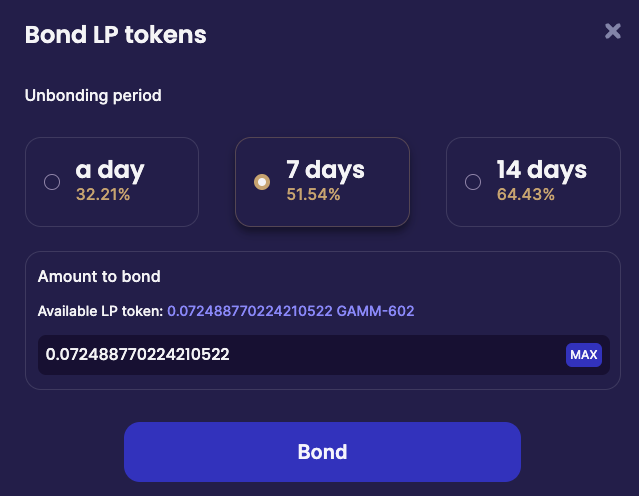 Bond LP tokens
Unbonding period
a day
32.21%
7 days
51.54%
14 days
64.43%
Amount to bond
Available LP token: 0.072488770224210522 GAMM-602
0.072488770224210522
MAX
Bond